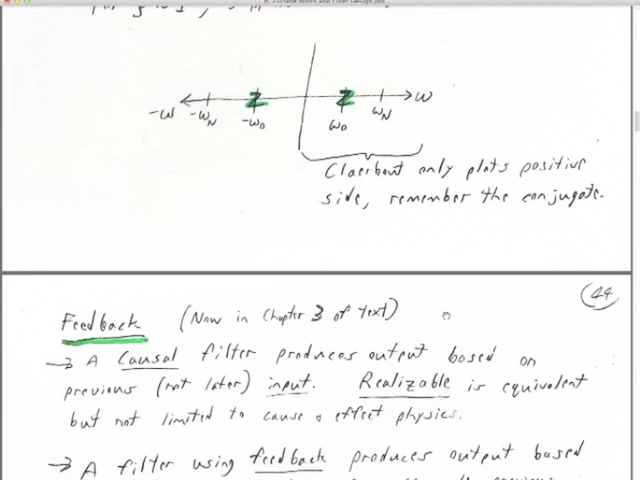 -ω -ωN -ω0 Z Z ω0 ωN ω
Claerbout only plots positive
side, remember the conjugate.
44
Feedback (Now in Chapter 3 of text)
→ A Causal filter produces output based on
previous (not later) input. Realizable is equivalent
but not limited to cause & effect physics.
→ A filter using feedback produces output based